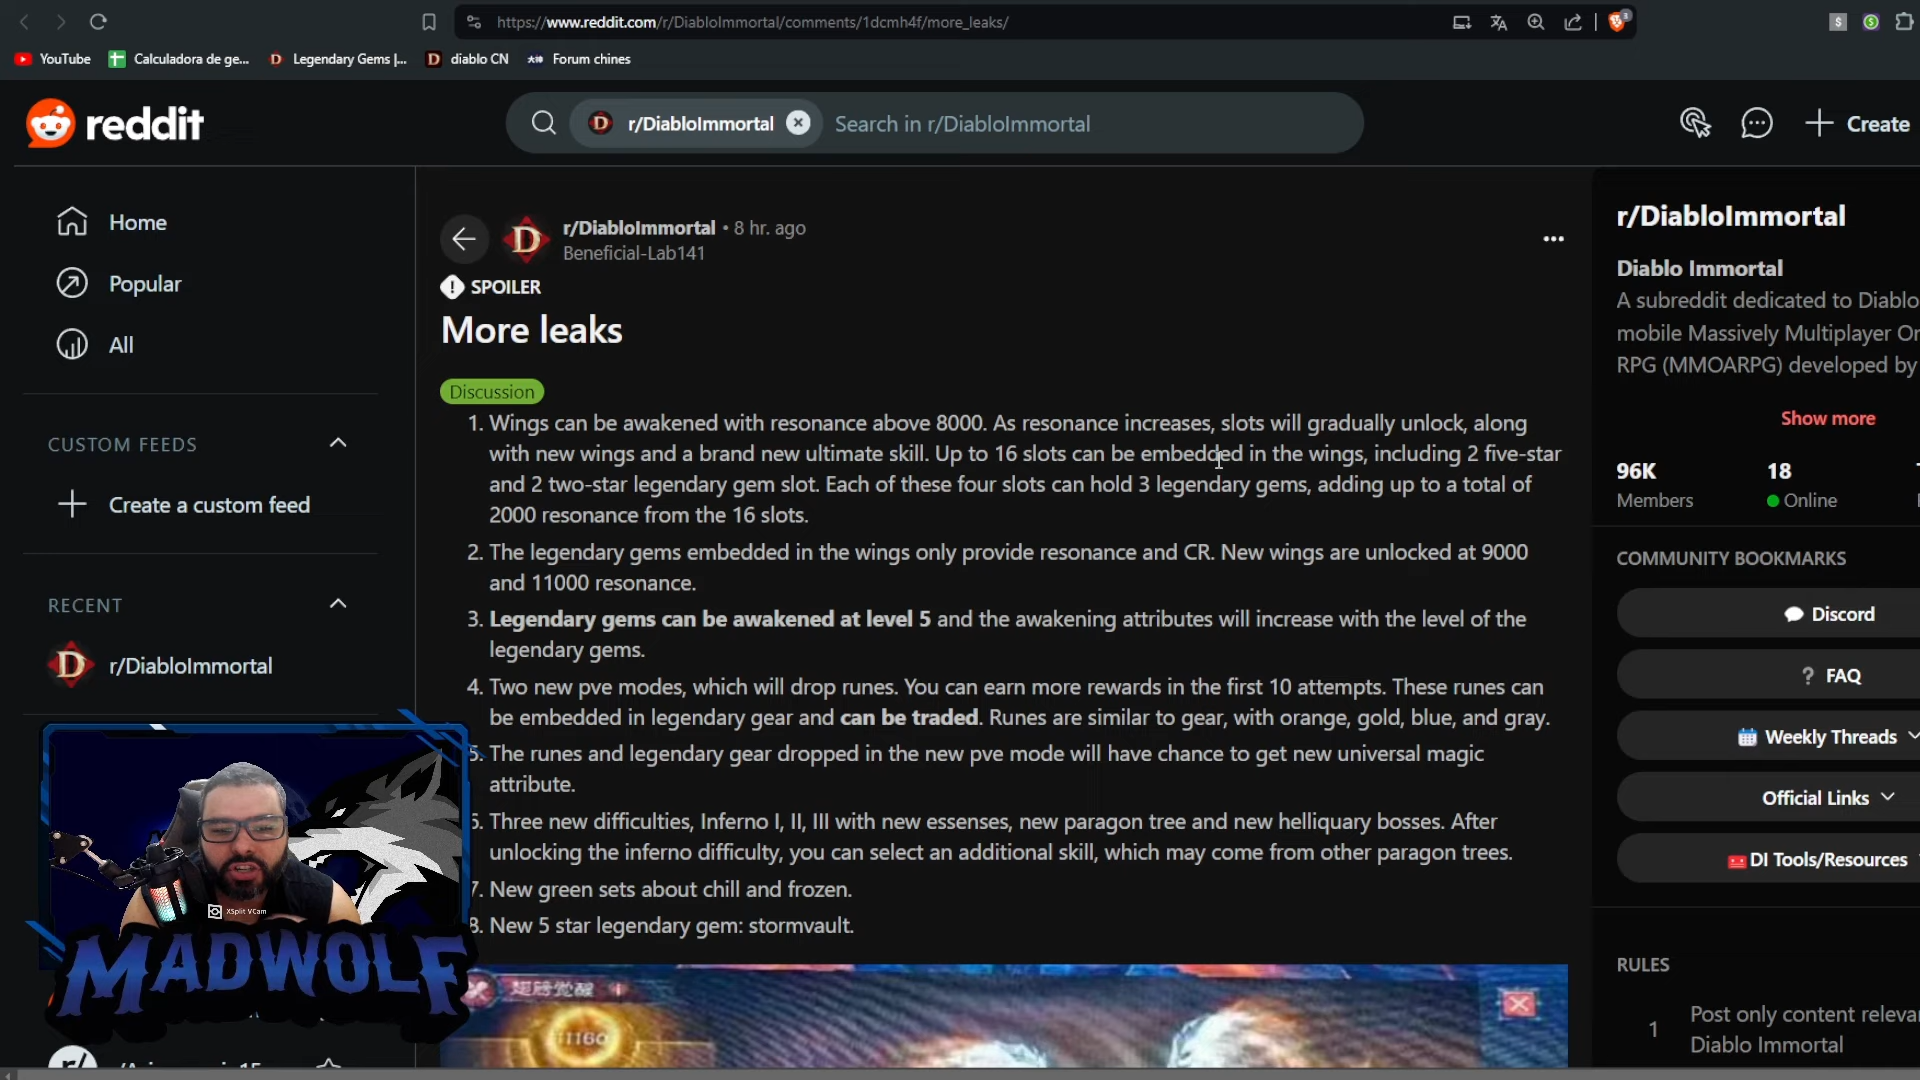 https://www.reddit.com/r/DiabloImmortal/comments/1dcmh4f/more_leaks/
YouTube
Calculadora de ge...
Legendary Gems |...
diablo CN
Forum chines
reddit
r/DiabloImmortal
Search in r/DiabloImmortal
Create
Home
Popular
All
CUSTOM FEEDS
Create a custom feed
RECENT
r/DiabloImmortal
r/DiabloImmortal • 8 hr. ago
Beneficial-Lab141
SPOILER
More leaks
Discussion
1. Wings can be awakened with resonance above 8000. As resonance increases, slots will gradually unlock, along
with new wings and a brand new ultimate skill. Up to 16 slots can be embedded in the wings, including 2 five-star
and 2 two-star legendary gem slot. Each of these four slots can hold 3 legendary gems, adding up to a total of
2000 resonance from the 16 slots.
2. The legendary gems embedded in the wings only provide resonance and CR. New wings are unlocked at 9000
and 11000 resonance.
3. Legendary gems can be awakened at level 5 and the awakening attributes will increase with the level of the
legendary gems.
4. Two new pve modes, which will drop runes. You can earn more rewards in the first 10 attempts. These runes can
be embedded in legendary gear and can be traded. Runes are similar to gear, with orange, gold, blue, and gray.
5. The runes and legendary gear dropped in the new pve mode will have chance to get new universal magic
attribute.
6. Three new difficulties, Inferno I, II, III with new essenses, new paragon tree and new helliquary bosses. After
unlocking the inferno difficulty, you can select an additional skill, which may come from other paragon trees.
7. New green sets about chill and frozen.
8. New 5 star legendary gem: stormvault.
翅膀觉醒
11160
XSplit VCam
MADWOLF
r/DiabloImmortal
Diablo Immortal
A subreddit dedicated to Diablo
mobile Massively Multiplayer On
RPG (MMOARPG) developed by
Show more
96K
Members
18
Online
COMMUNITY BOOKMARKS
Discord
FAQ
Weekly Threads
Official Links
DI Tools/Resources
RULES
1
Post only content releva
Diablo Immortal